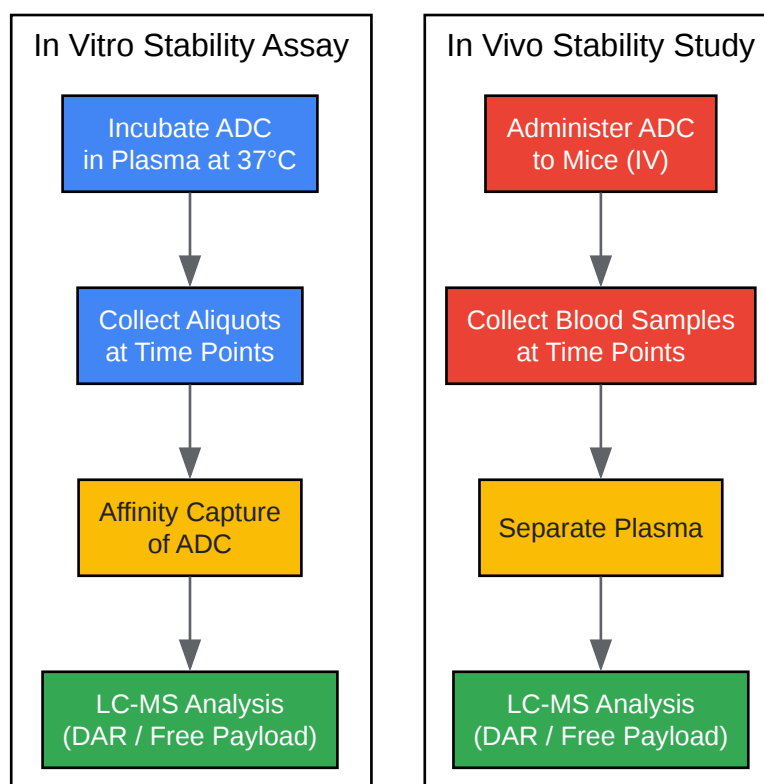 In Vitro Stability Assay
Incubate ADC
in Plasma at 37°C
Collect Aliquots
at Time Points
Affinity Capture
of ADC
LC-MS Analysis
(DAR / Free Payload)
In Vivo Stability Study
Administer ADC
to Mice (IV)
Collect Blood Samples
at Time Points
Separate Plasma
LC-MS Analysis
(DAR / Free Payload)